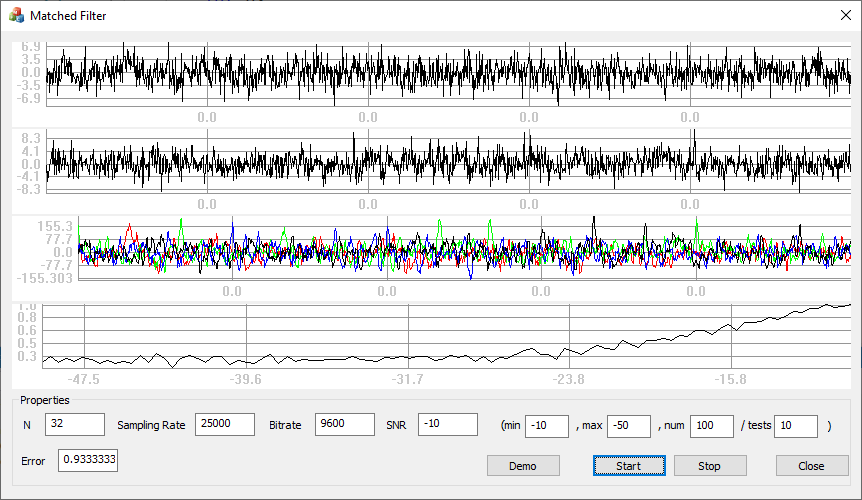 Matched Filter
6.9
3.5
0.0
-3.5
-6.9
0.0 0.0 0.0 0.0
8.3
4.1
0.0
-4.1
-8.3
0.0 0.0 0.0 0.0
155.3
77.7
0.0
-77.7
-155.303
0.0 0.0 0.0 0.0
1.0
0.8
0.6
0.5
0.3
-47.5 -39.6 -31.7 -23.8 -15.8
Properties
N 32 Sampling Rate 25000 Bitrate 9600 SNR -10 (min -10 , max -50 , num 100 / tests 10 )
Error 0.9333333 Demo Start Stop Close